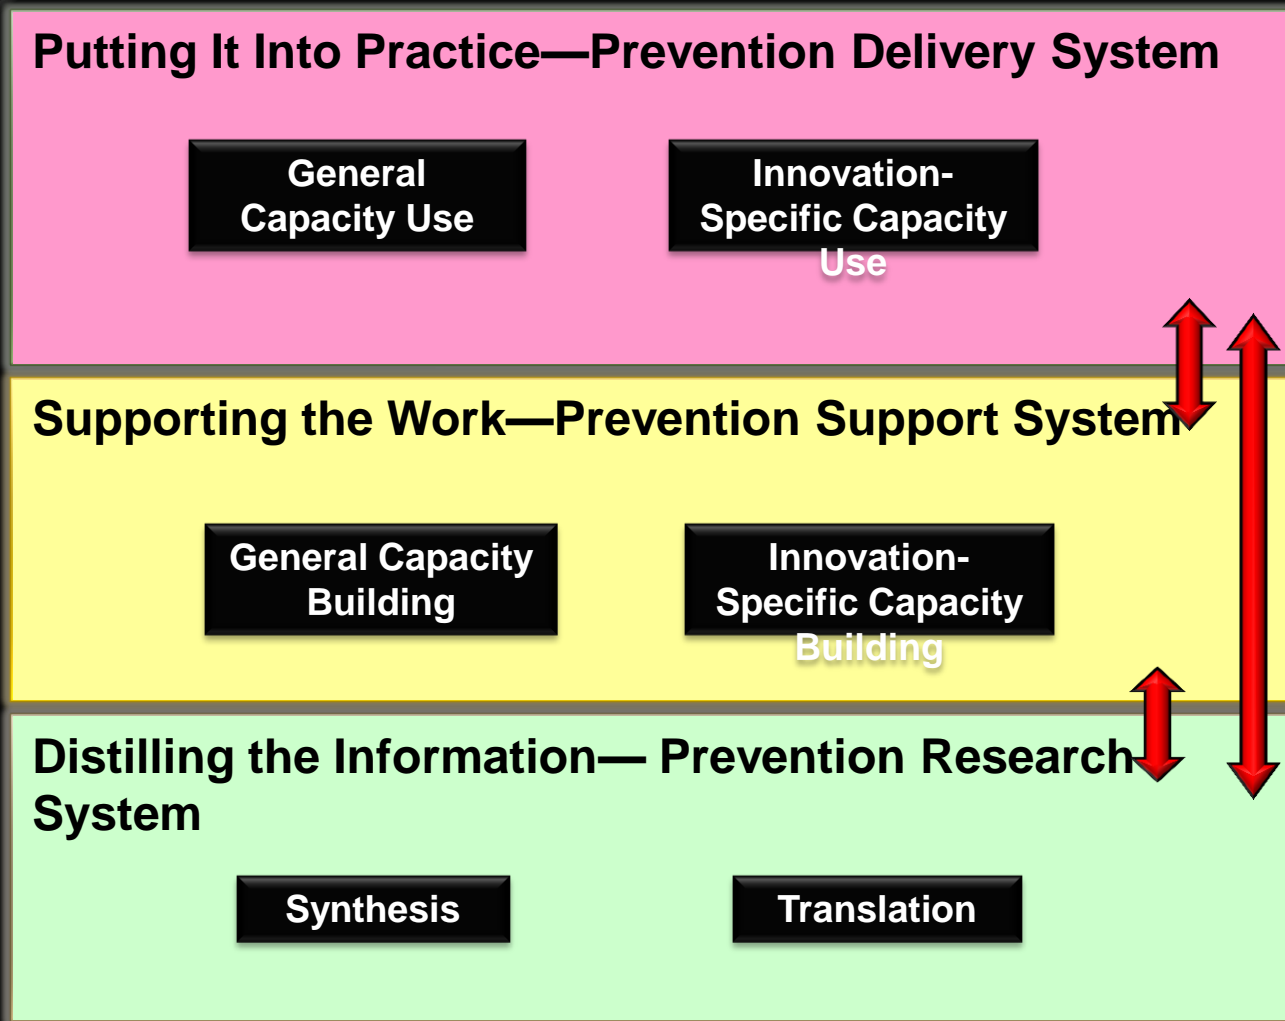 Putting It Into Practice—Prevention Delivery System
General
Capacity Use
Innovation-
Specific Capacity
Use
Supporting the Work—Prevention Support System
General Capacity
Building
Innovation-
Specific Capacity
Building
Distilling the Information— Prevention Research
System
Synthesis
Translation